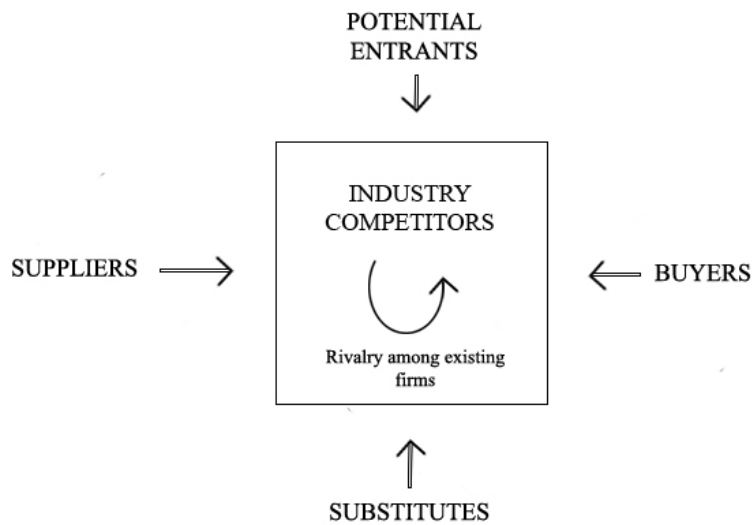 POTENTIAL
ENTRANTS
INDUSTRY
COMPETITORS
SUPPLIERS
BUYERS
Rivalry among existing
firms
SUBSTITUTES